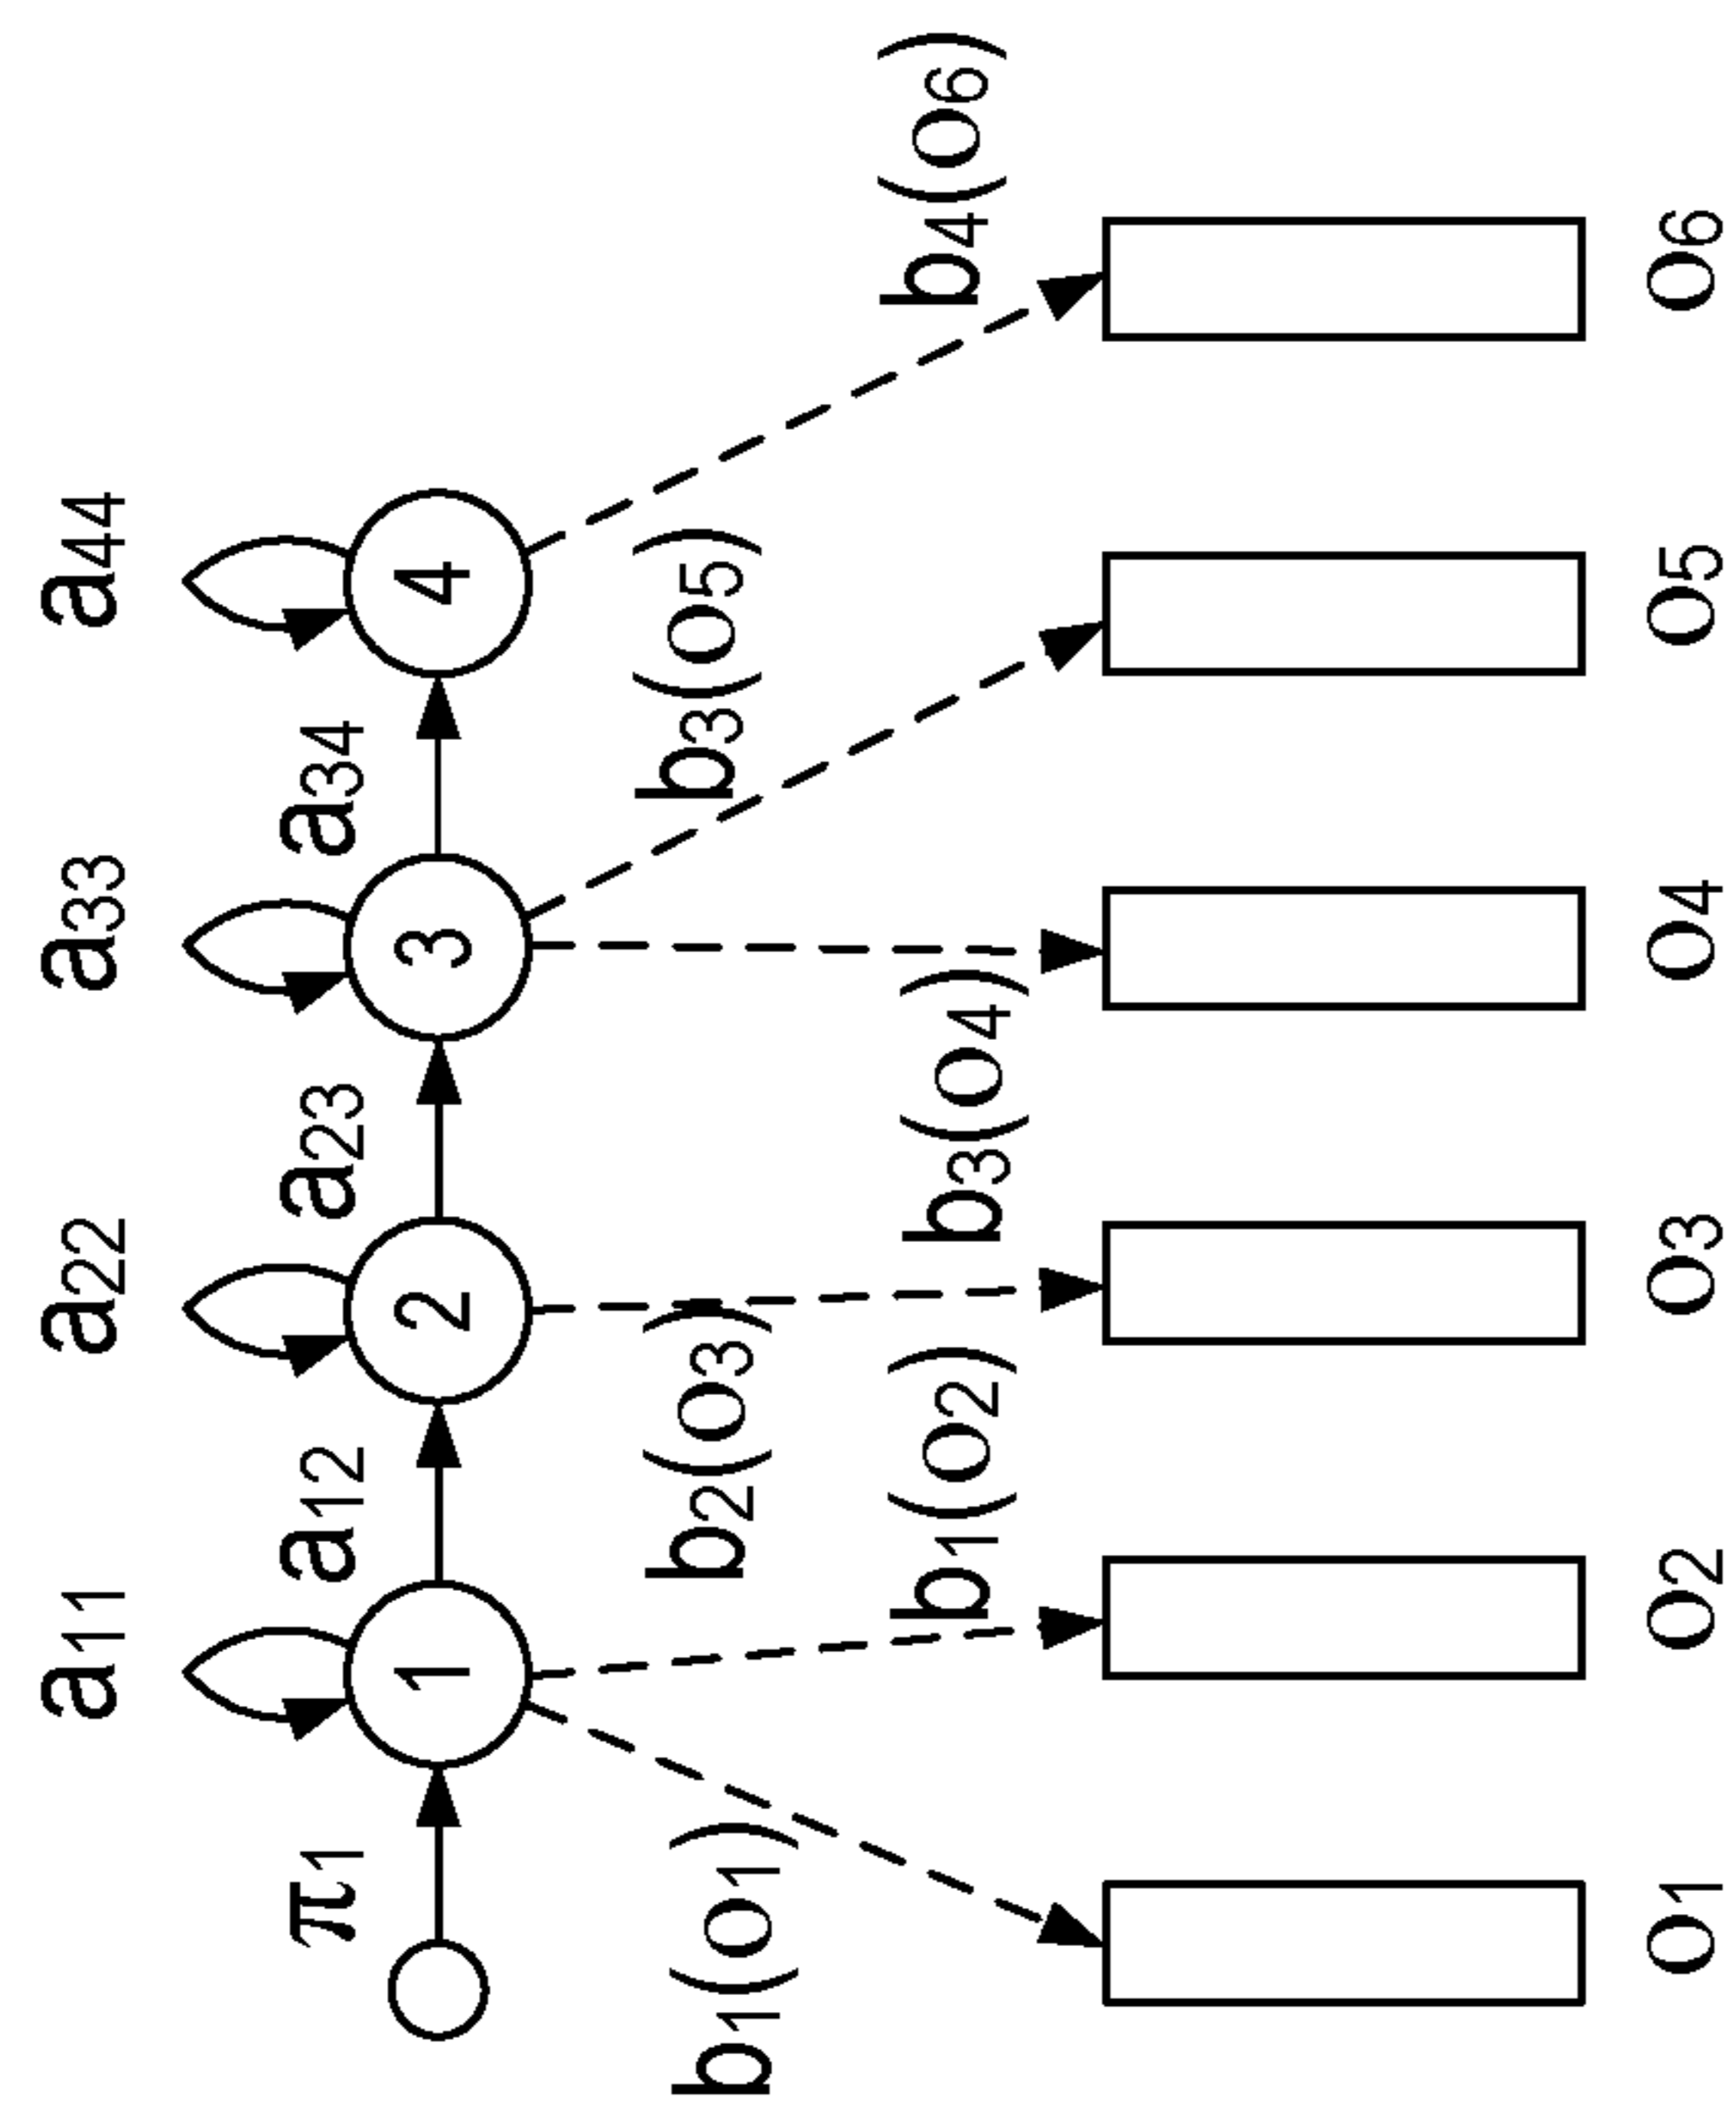 a11 a22 a33 a44
π1 a12 a23 a34
1 2 3 4
b1(o1) b2(o3) b3(o5)
b1(o2) b3(o4) b4(o6)
o1 o2 o3 o4 o5 o6